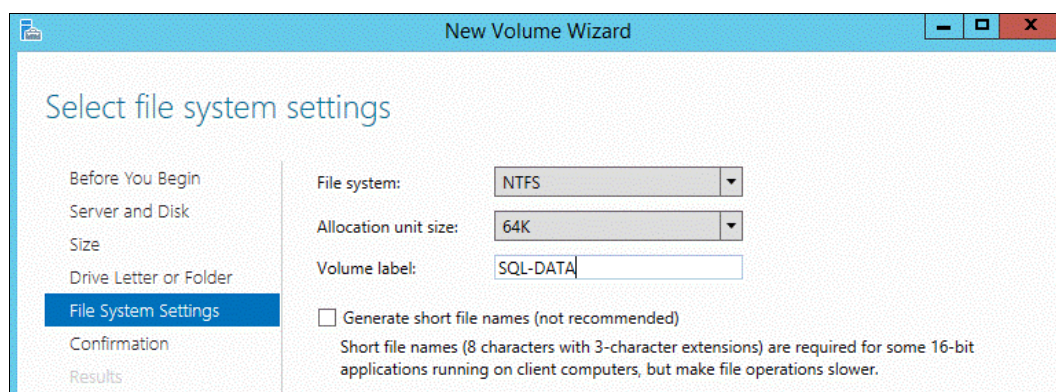 New Volume Wizard
Select file system settings
Before You Begin
Server and Disk
Size
Drive Letter or Folder
File System Settings
Confirmation
Results
File system: NTFS
Allocation unit size: 64K
Volume label: SQL-DATA
Generate short file names (not recommended)
Short file names (8 characters with 3-character extensions) are required for some 16-bit
applications running on client computers, but make file operations slower.